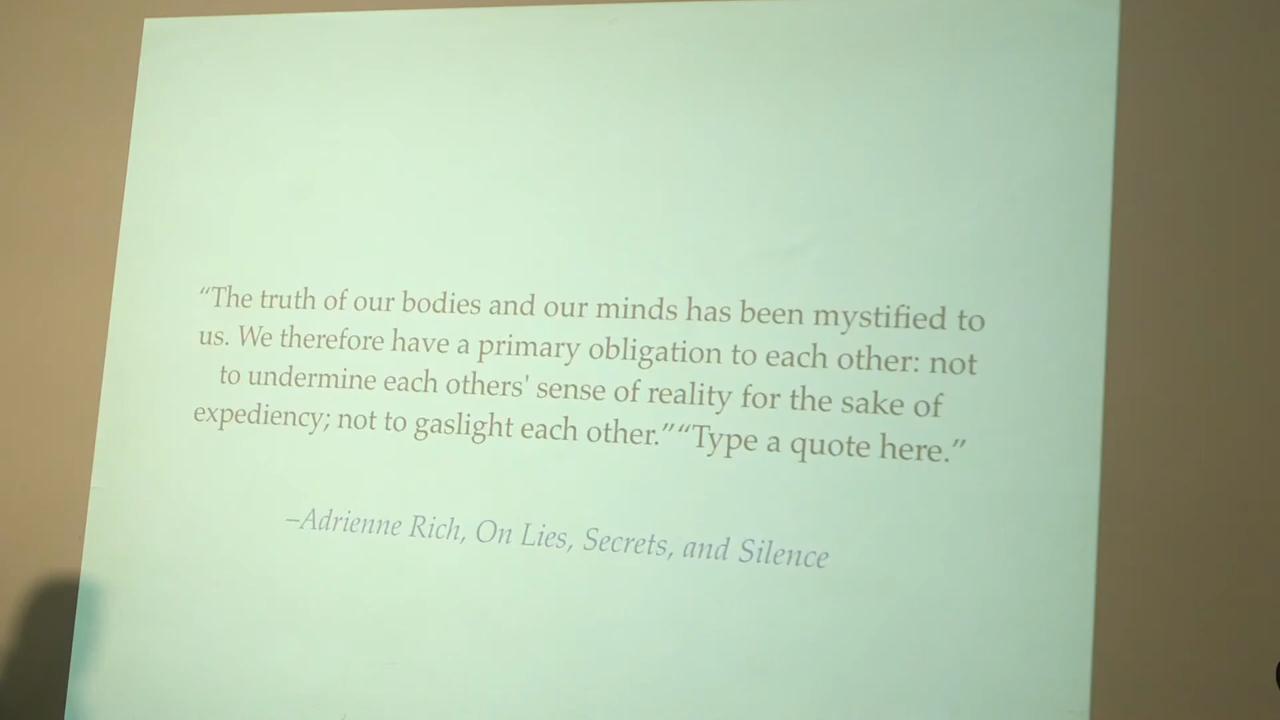 “The truth of our bodies and our minds has been mystified to
us. We therefore have a primary obligation to each other: not
to undermine each others' sense of reality for the sake of
expediency; not to gaslight each other.”“Type a quote here.”
–Adrienne Rich, On Lies, Secrets, and Silence